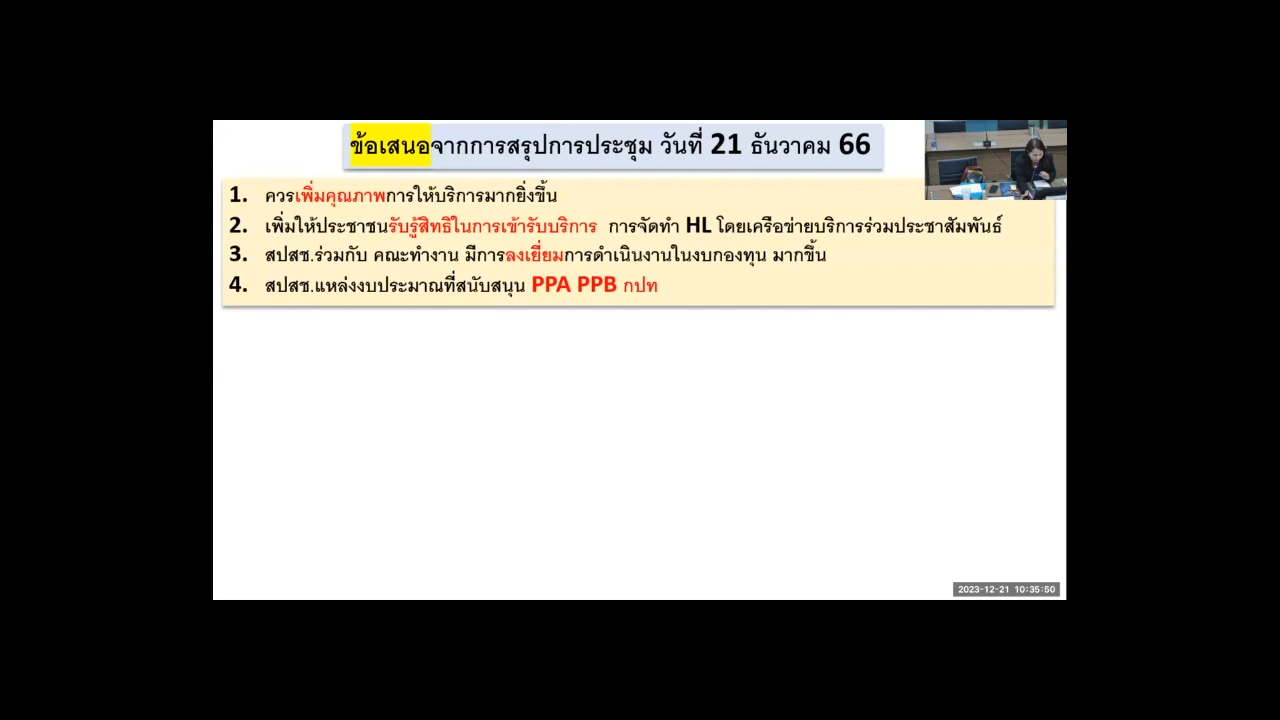 ข้อเสนอจากการสรุปการประชุม วันที่ 21 ธันวาคม 66
1. ควรเพิ่มคุณภาพการให้บริการมากยิ่งขึ้น
2. เพิ่มให้ประชาชนรับรู้สิทธิในการเข้ารับบริการ การจัดทำ HL โดยเครือข่ายบริการร่วมประชาสัมพันธ์
3. สปสช.ร่วมกับ คณะทำงาน มีการลงเยี่ยมการดำเนินงานในงบกองทุน มากขึ้น
4. สปสช.แหล่งงบประมาณที่สนับสนุน PPA PPB กปท
2023-12-21 10:35:50